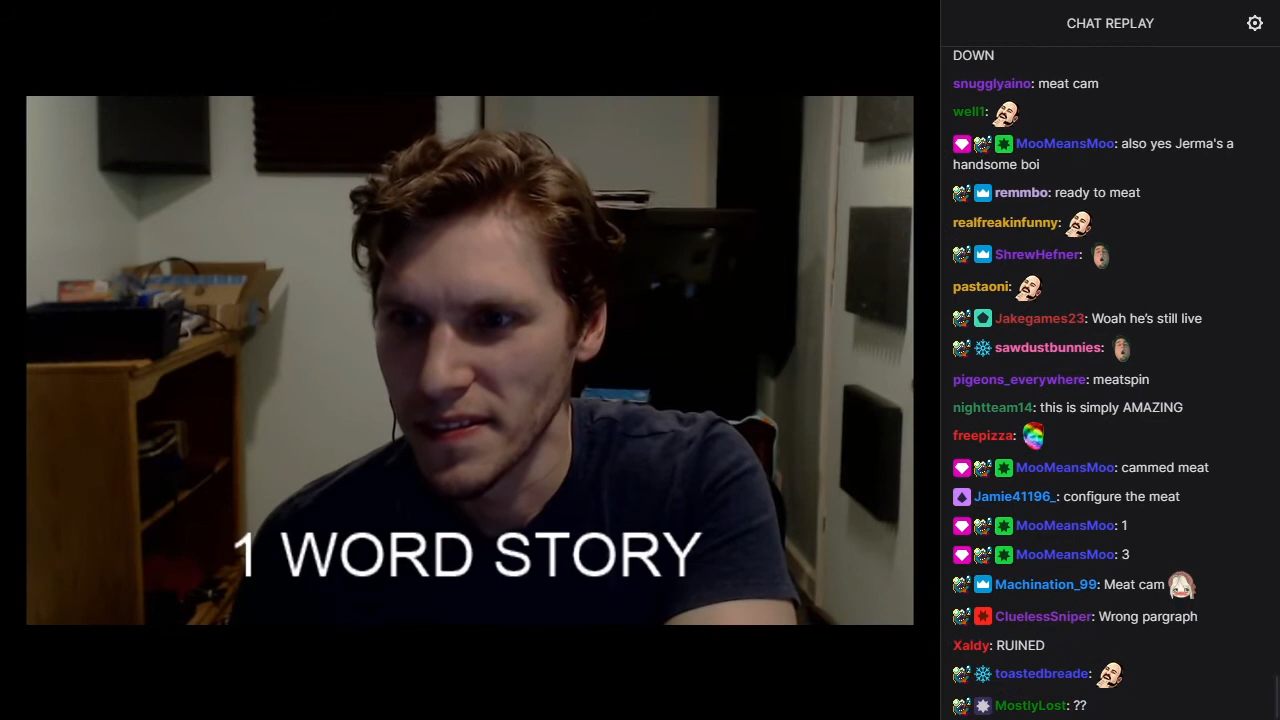 CHAT REPLAY
DOWN
snugglyaino: meat cam
well1:
MooMeansMoo: also yes Jerma's a
handsome boi
remmbo: ready to meat
realfreakinfunny:
ShrewHefner:
pastaoni:
Jakegames23: Woah he's still live
sawdustbunnies:
pigeons_everywhere: meatspin
nightteam14: this is simply AMAZING
freepizza:
MooMeansMoo: cammed meat
Jamie41196_: configure the meat
MooMeansMoo: 1
MooMeansMoo: 3
Machination_99: Meat cam
CluelessSniper: Wrong pargraph
Xaldy: RUINED
toastedbreade:
MostlyLost: ??
1 WORD STORY